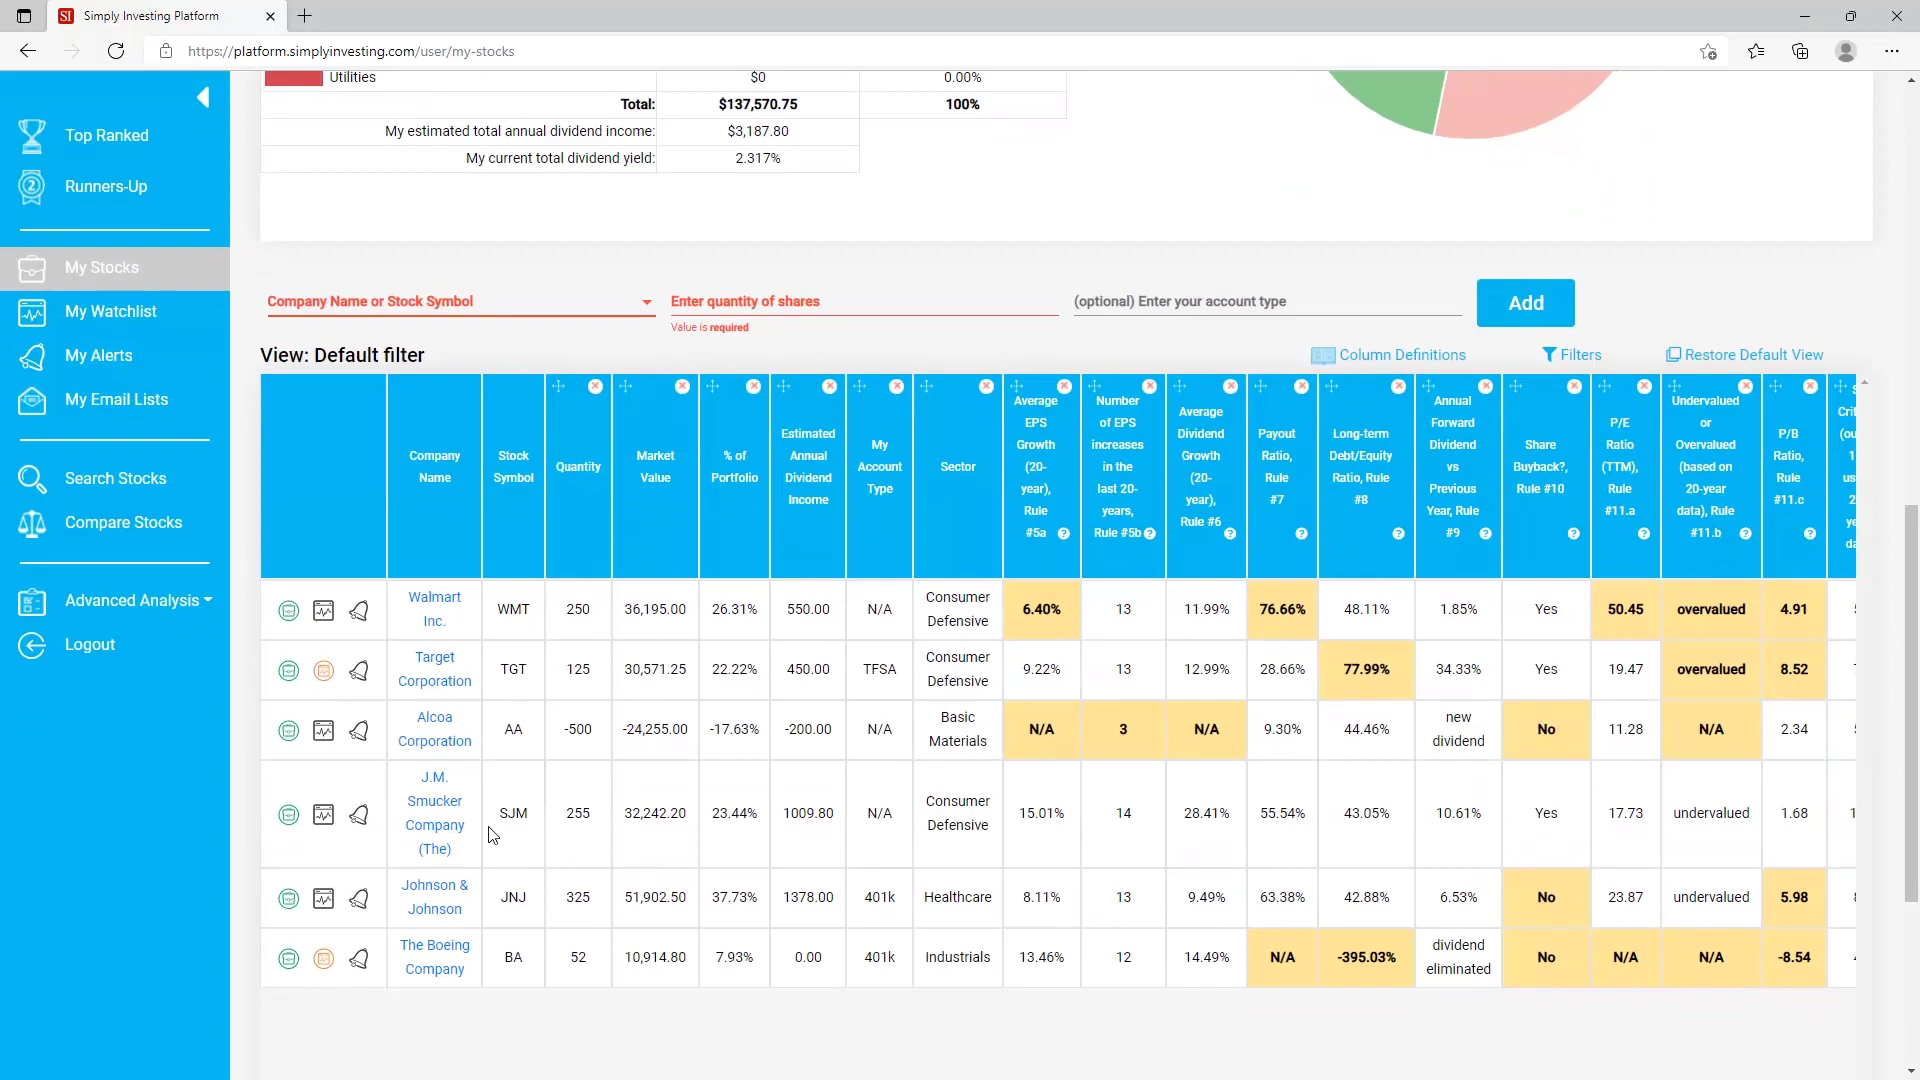 Simply Investing Platform
https://platform.simplyinvesting.com/user/my-stocks
Top Ranked
Runners-Up
My Stocks
My Watchlist
My Alerts
My Email Lists
Search Stocks
Compare Stocks
Advanced Analysis
Logout
Utilities $0 0.00%
Total: $137,570.75 100%
My estimated total annual dividend income: $3,187.80
My current total dividend yield: 2.317%
Company Name or Stock Symbol Enter quantity of shares (optional) Enter your account type Add
Value is required
View: Default filter Column Definitions Filters Restore Default View
Company
Name
Stock
Symbol
Quantity
Market
Value
% of
Portfolio
Estimated
Annual
Dividend
Income
My
Account
Type
Sector
Average
EPS
Growth
(20-
year),
Rule
#5a
Number
of EPS
increases
in the
last 20-
years,
Rule #5b
Average
Dividend
Growth
(20-
year),
Rule #6
Payout
Ratio,
Rule
#7
Long-term
Debt/Equity
Ratio, Rule
#8
Annual
Forward
Dividend
vs
Previous
Year, Rule
#9
Share
Buyback?,
Rule #10
P/E
Ratio
(TTM),
Rule
#11.a
Undervalued
or
Overvalued
(based on
20-year
data), Rule
#11.b
P/B
Ratio,
Rule
#11.c
Walmart
Inc.
WMT 250 36,195.00 26.31% 550.00 N/A
Consumer
Defensive
6.40% 13 11.99% 76.66% 48.11% 1.85% Yes 50.45 overvalued 4.91
Target
Corporation
TGT 125 30,571.25 22.22% 450.00 TFSA
Consumer
Defensive
9.22% 13 12.99% 28.66% 77.99% 34.33% Yes 19.47 overvalued 8.52
Alcoa
Corporation
AA -500 -24,255.00 -17.63% -200.00 N/A
Basic
Materials
N/A 3 N/A 9.30% 44.46%
new
dividend
No 11.28 N/A 2.34
J.M.
Smucker
Company
(The)
SJM 255 32,242.20 23.44% 1009.80 N/A
Consumer
Defensive
15.01% 14 28.41% 55.54% 43.05% 10.61% Yes 17.73 undervalued 1.68
Johnson &
Johnson
JNJ 325 51,902.50 37.73% 1378.00 401k Healthcare 8.11% 13 9.49% 63.38% 42.88% 6.53% No 23.87 undervalued 5.98
The Boeing
Company
BA 52 10,914.80 7.93% 0.00 401k Industrials 13.46% 12 14.49% N/A -395.03%
dividend
eliminated
No N/A N/A -8.54